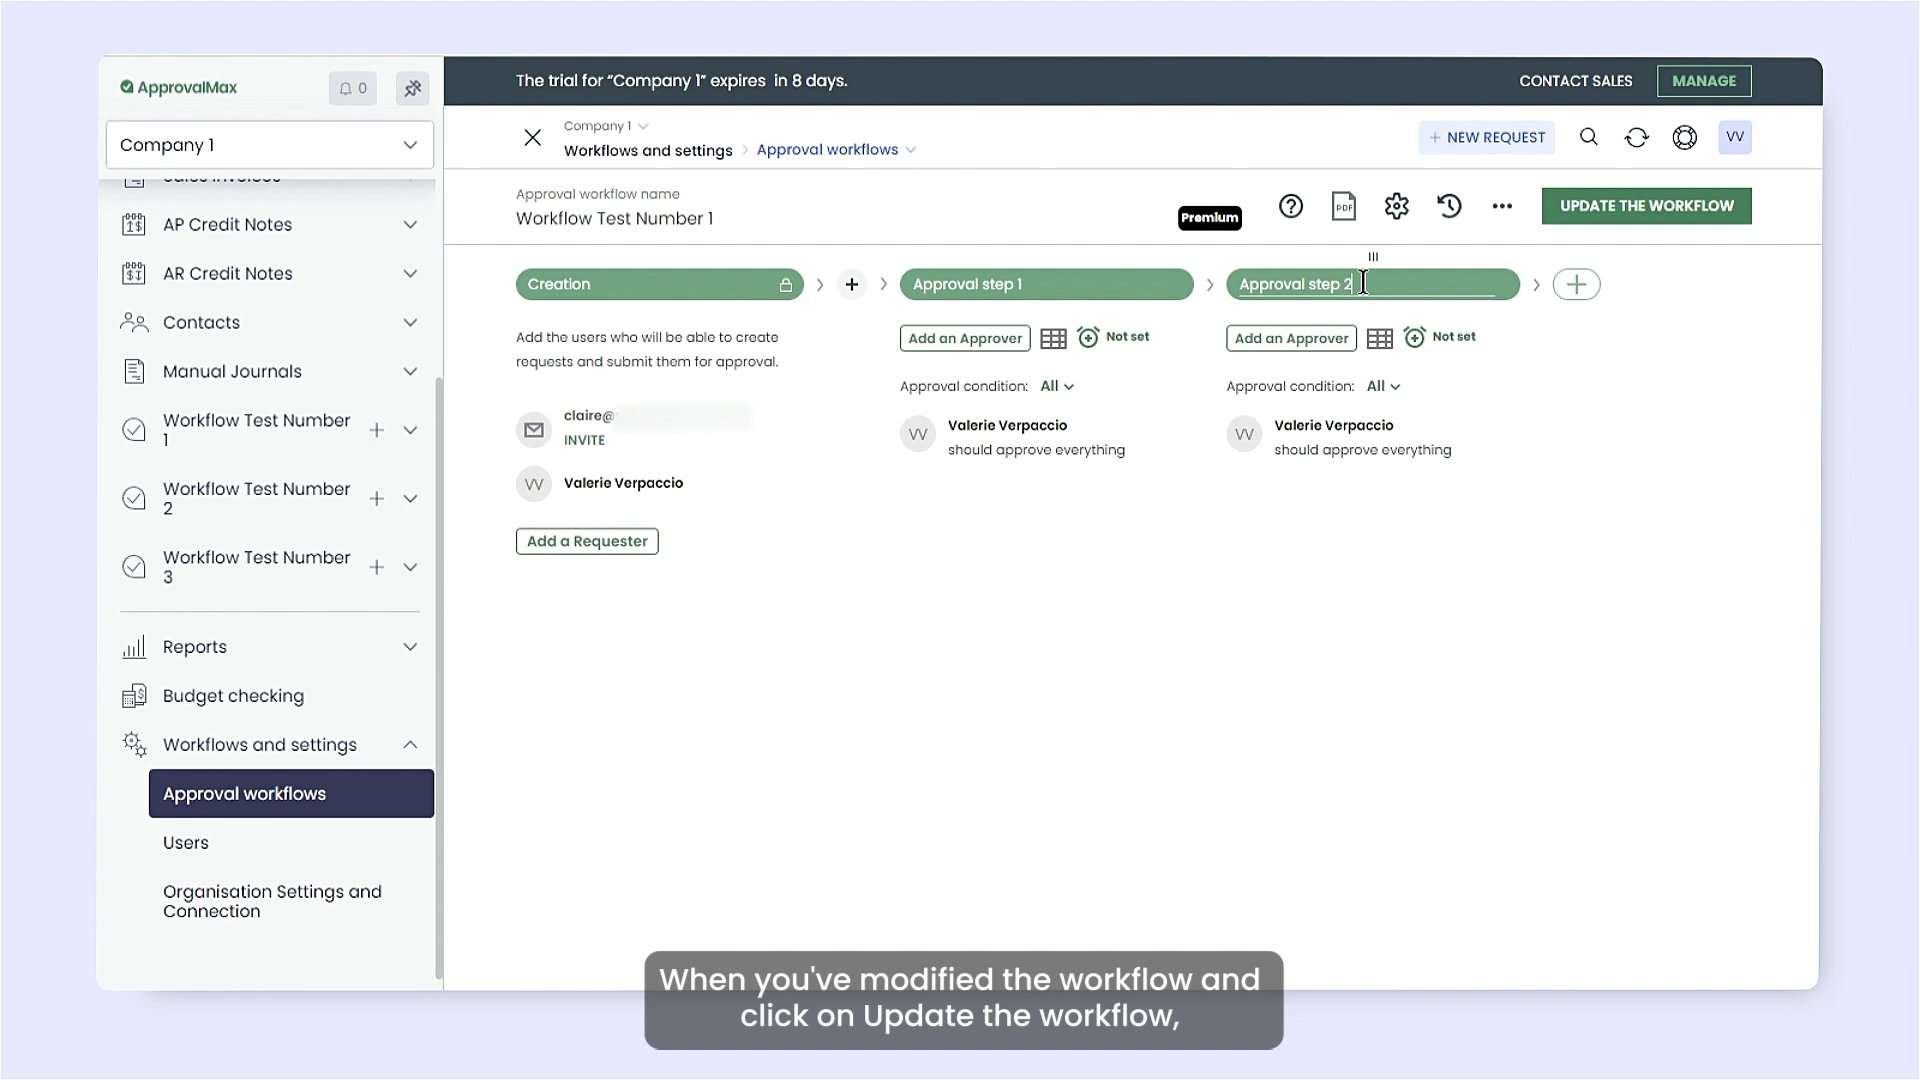 ApprovalMax
0
Company 1
AP Credit Notes
AR Credit Notes
Contacts
Manual Journals
Workflow Test Number
1
Workflow Test Number
2
Workflow Test Number
3
Reports
Budget checking
Workflows and settings
Approval workflows
Users
Organisation Settings and
Connection
The trial for “Company 1” expires in 8 days.
CONTACT SALES
MANAGE
Company 1
Workflows and settings
Approval workflows
+ NEW REQUEST
VV
Approval workflow name
Workflow Test Number 1
Premium
PDF
UPDATE THE WORKFLOW
Creation
Approval step 1
Approval step 2
Add the users who will be able to create
requests and submit them for approval.
claire@
INVITE
VV
Valerie Verpaccio
Add a Requester
Add an Approver
Not set
Approval condition: All
VV
Valerie Verpaccio
should approve everything
Add an Approver
Not set
Approval condition: All
VV
Valerie Verpaccio
should approve everything
When you've modified the workflow and
click on Update the workflow,